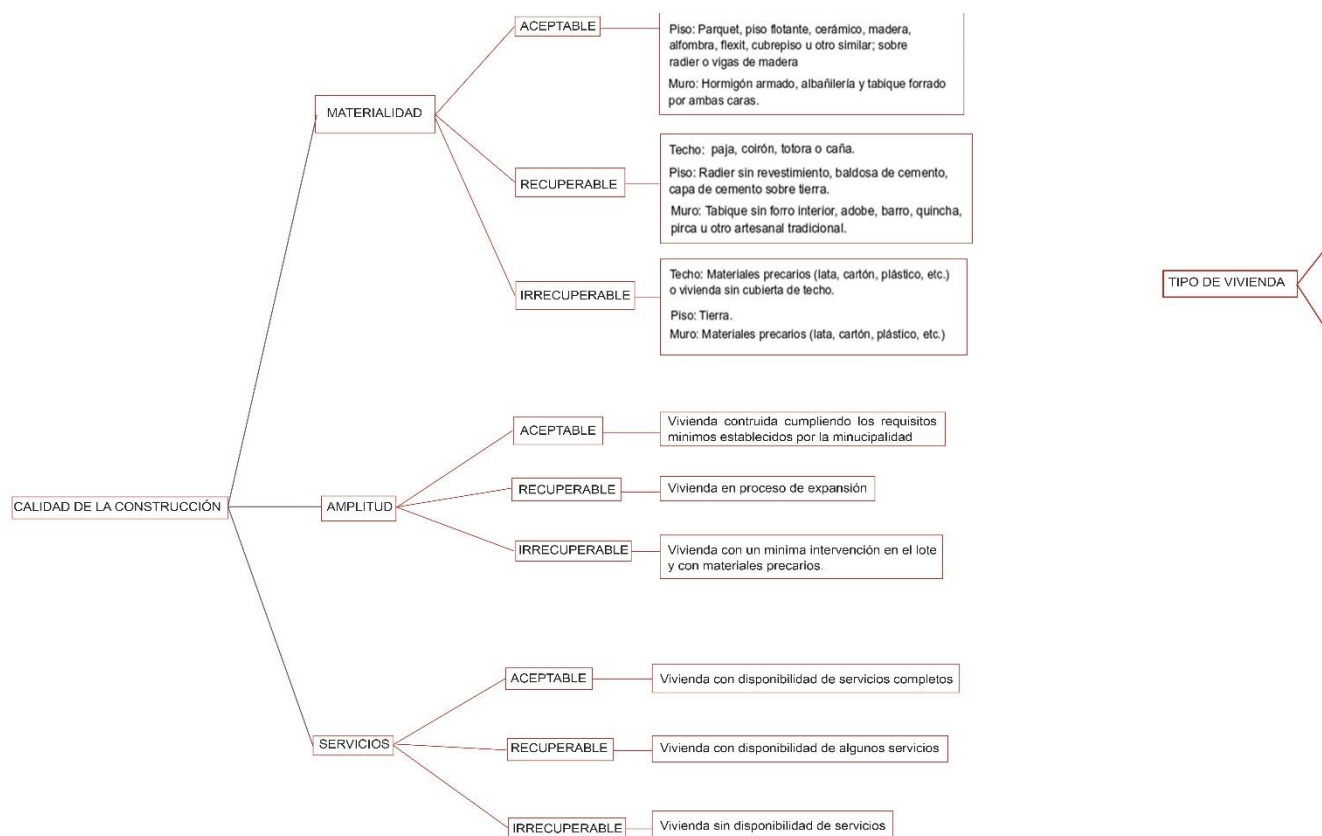 CALIDAD DE LA CONSTRUCCIÓN
MATERIALIDAD
ACEPTABLE
Piso: Parquet, piso flotante, cerámico, madera,
alfombra, flexit, cubrepiso u otro similar; sobre
radier o vigas de madera
Muro: Hormigón armado, albañilería y tabique forrado
por ambas caras.
RECUPERABLE
Techo: paja, coirón, totora o caña.
Piso: Radier sin revestimiento, baldosa de cemento,
capa de cemento sobre tierra.
Muro: Tabique sin forro interior, adobe, barro, quincha,
pirca u otro artesanal tradicional.
IRRECUPERABLE
Techo: Materiales precarios (lata, cartón, plástico, etc.)
o vivienda sin cubierta de techo.
Piso: Tierra.
Muro: Materiales precarios (lata, cartón, plástico, etc.)
AMPLITUD
ACEPTABLE
Vivienda contruida cumpliendo los requisitos
minimos establecidos por la minucipalidad
RECUPERABLE
Vivienda en proceso de expansión
IRRECUPERABLE
Vivienda con un minima intervención en el lote
y con materiales precarios.
SERVICIOS
ACEPTABLE
Vivienda con disponibilidad de servicios completos
RECUPERABLE
Vivienda con disponibilidad de algunos servicios
IRRECUPERABLE
Vivienda sin disponibilidad de servicios
TIPO DE VIVIENDA